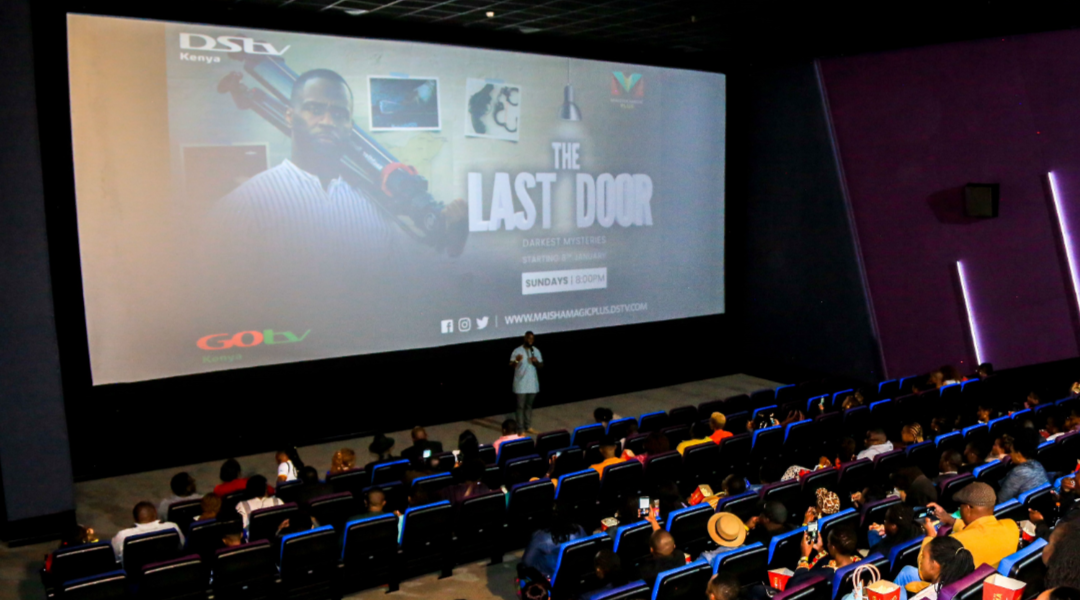 DStv
Kenya
THE
LAST DOOR
DARKEST MYSTERIES
STARTING 8TH JANUARY
SUNDAYS | 8:00PM
WWW.MAISHAMAGICPLUS.DSTV.COM
GOtv
Kenya